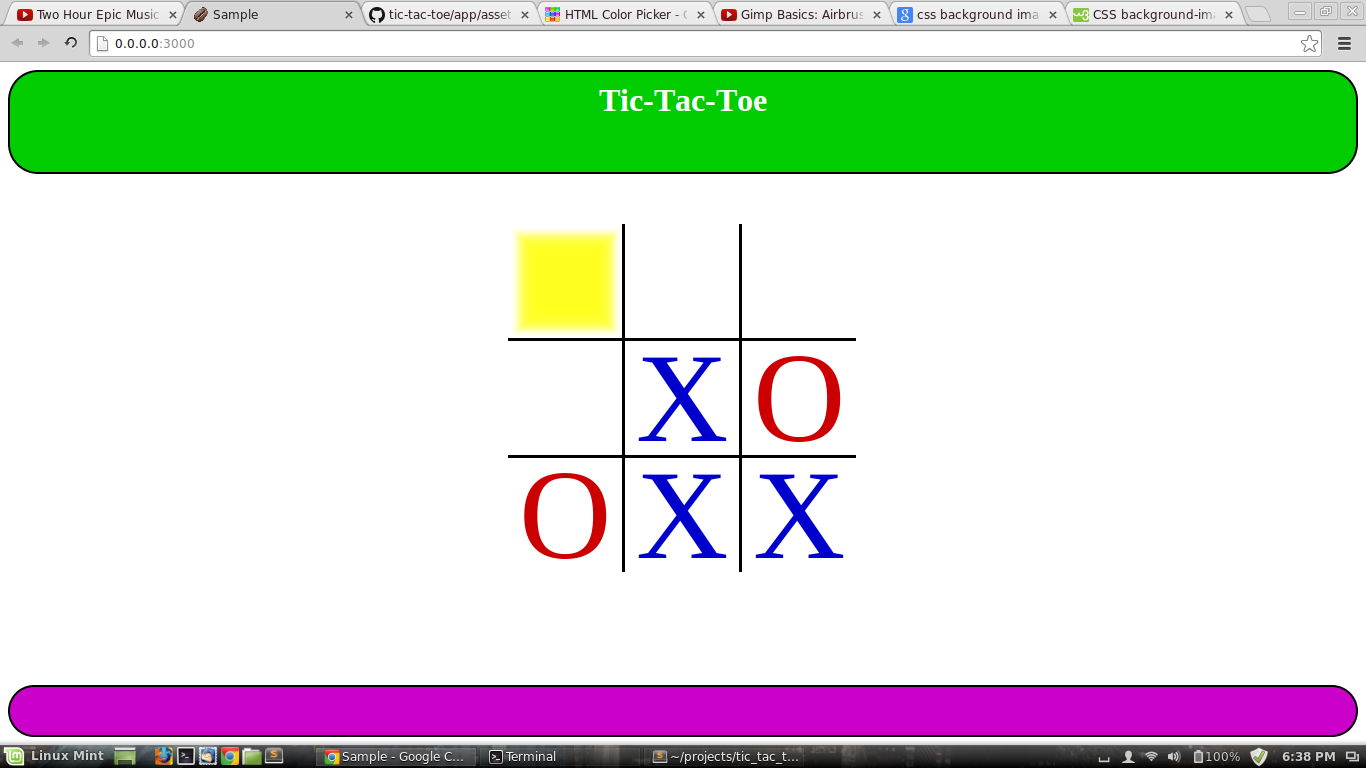 Two Hour Epic Music
Sample
tic-tac-toe/app/asset
HTML Color Picker -
Gimp Basics: Airbrus
css background ima
CSS background-im
0.0.0.0:3000
Tic-Tac-Toe
X O
O X X
Linux Mint
Sample - Google C...
Terminal
~/projects/tic_tac_t...
100%
6:38 PM